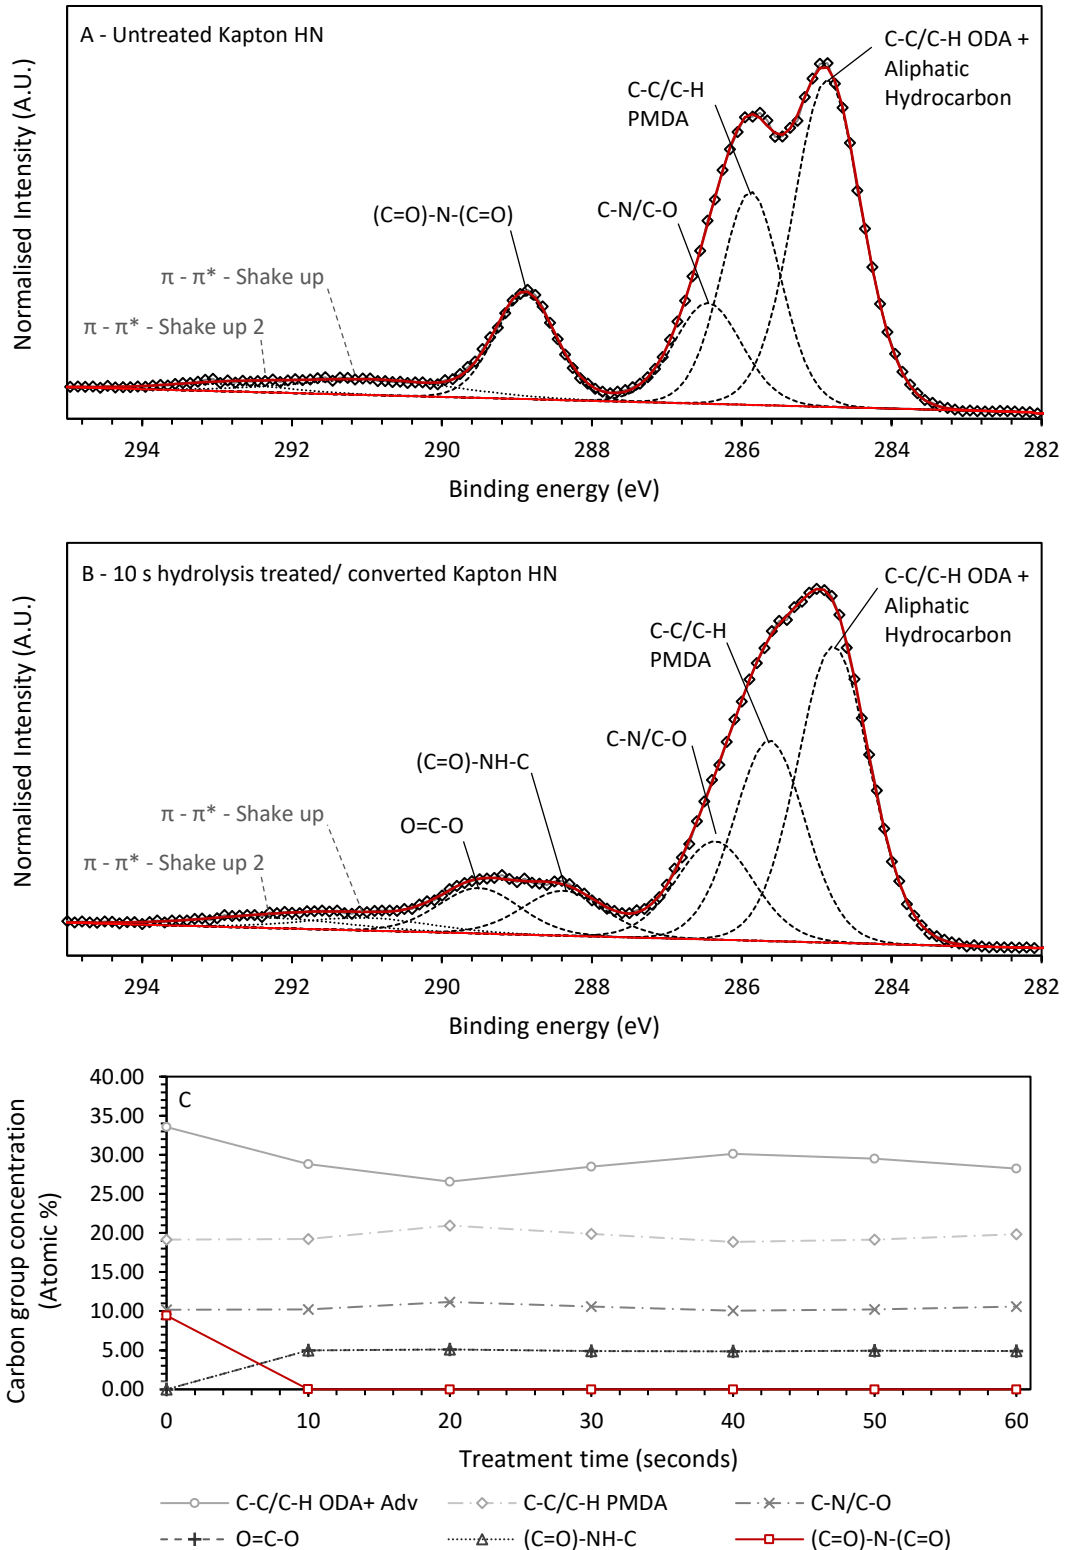 A - Untreated Kapton HN
C-C/C-H ODA +
Aliphatic
Hydrocarbon
C-C/C-H
PMDA
C-N/C-O
(C=O)-N-(C=O)
π - π* - Shake up
π - π* - Shake up 2
Normalised Intensity (A.U.)
294 292 290 288 286 284 282
Binding energy (eV)
B - 10 s hydrolysis treated/ converted Kapton HN
C-C/C-H ODA +
Aliphatic
Hydrocarbon
C-C/C-H
PMDA
C-N/C-O
(C=O)-NH-C
O=C-O
π - π* - Shake up
π - π* - Shake up 2
Normalised Intensity (A.U.)
294 292 290 288 286 284 282
Binding energy (eV)
C
Carbon group concentration
(Atomic %)
40.00
35.00
30.00
25.00
20.00
15.00
10.00
5.00
0.00
0 10 20 30 40 50 60
Treatment time (seconds)
C-C/C-H ODA+ Adv C-C/C-H PMDA C-N/C-O
O=C-O (C=O)-NH-C (C=O)-N-(C=O)